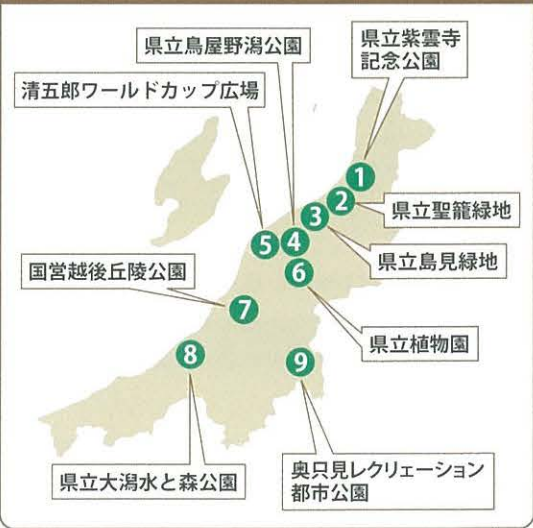 県立鳥屋野潟公園
県立紫雲寺
記念公園
清五郎ワールドカップ広場
1
2
県立聖籠緑地
3
4
5
県立島見緑地
国営越後丘陵公園
6
7
県立植物園
8
9
県立大潟水と森公園
奥只見レクリェーション
都市公園